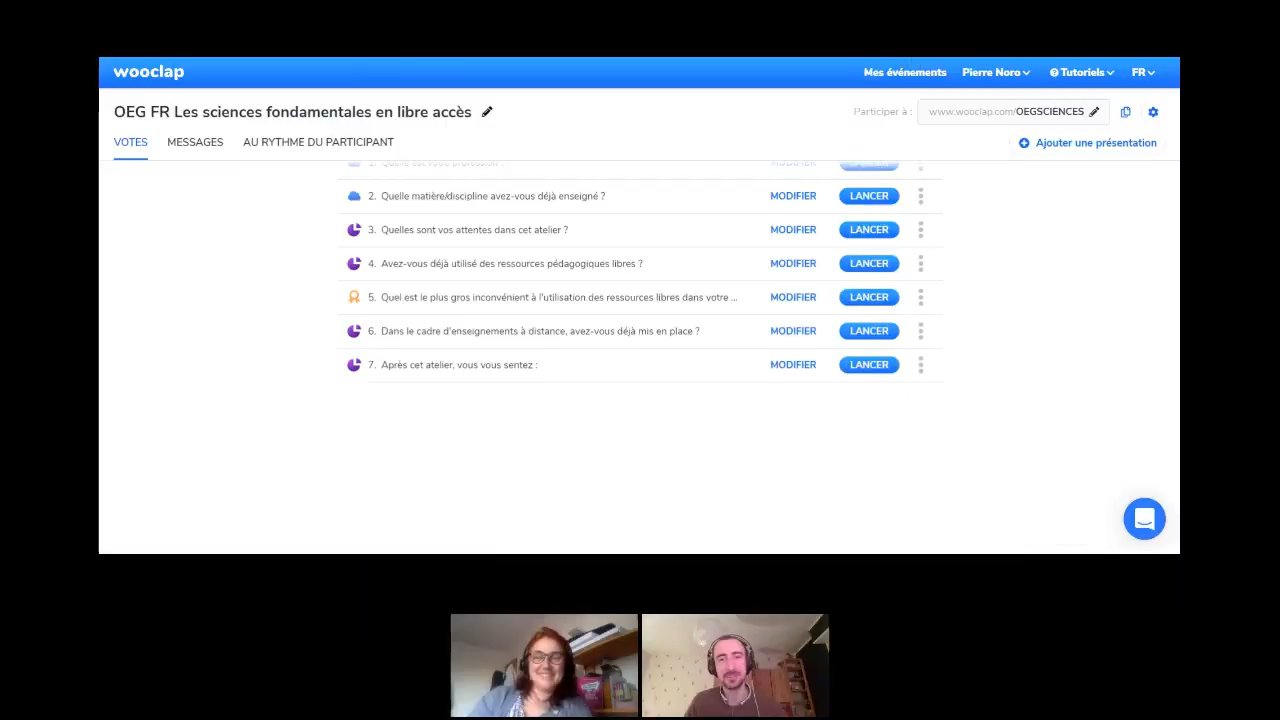 wooclap
Mes événements Pierre Noro Tutoriels FR
OEG FR Les sciences fondamentales en libre accès
Participer à : www.wooclap.com/OEGSCIENCES
VOTES MESSAGES AU RYTHME DU PARTICIPANT
Ajouter une présentation
2. Quelle matière/discipline avez-vous déjà enseigné ? MODIFIER LANCER
3. Quelles sont vos attentes dans cet atelier ? MODIFIER LANCER
4. Avez-vous déjà utilisé des ressources pédagogiques libres ? MODIFIER LANCER
5. Quel est le plus gros inconvénient à l'utilisation des ressources libres dans votre ... MODIFIER LANCER
6. Dans le cadre d'enseignements à distance, avez-vous déjà mis en place ? MODIFIER LANCER
7. Après cet atelier, vous vous sentez : MODIFIER LANCER